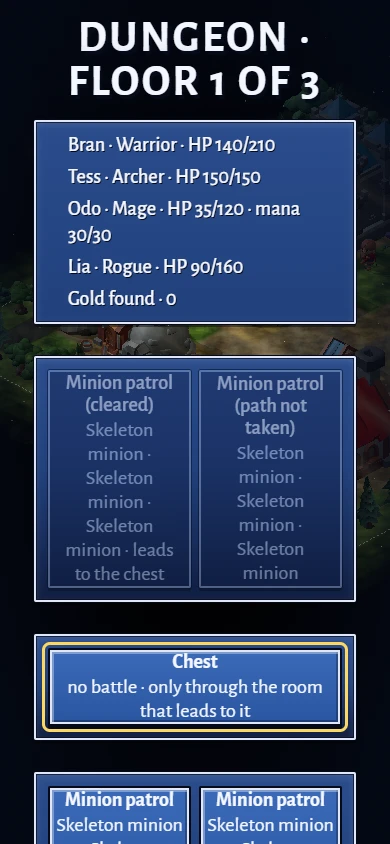 DUNGEON ·
FLOOR 1 OF 3
Bran · Warrior · HP 140/210
Tess · Archer · HP 150/150
Odo · Mage · HP 35/120 · mana
30/30
Lia · Rogue · HP 90/160
Gold found · 0
Minion patrol
(cleared)
Skeleton
minion ·
Skeleton
minion ·
Skeleton
minion · leads
to the chest
Minion patrol
(path not
taken)
Skeleton
minion ·
Skeleton
minion ·
Skeleton
minion
Chest
no battle · only through the room
that leads to it
Minion patrol
Skeleton minion
Minion patrol
Skeleton minion